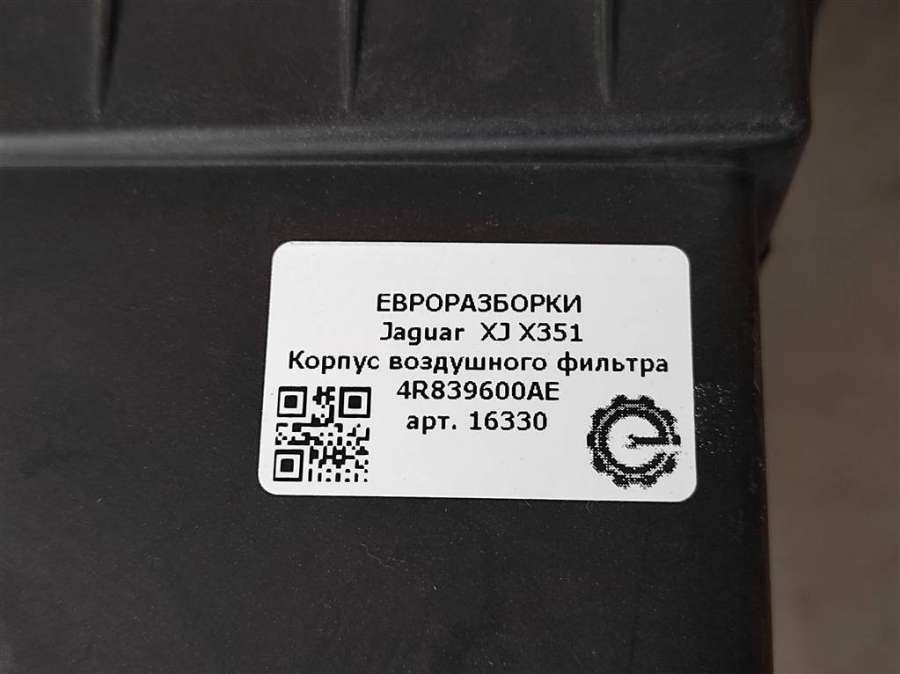 ЕВРОРАЗБОРКИ
Jaguar XJ X351
Корпус воздушного фильтра
4R839600AE
арт. 16330